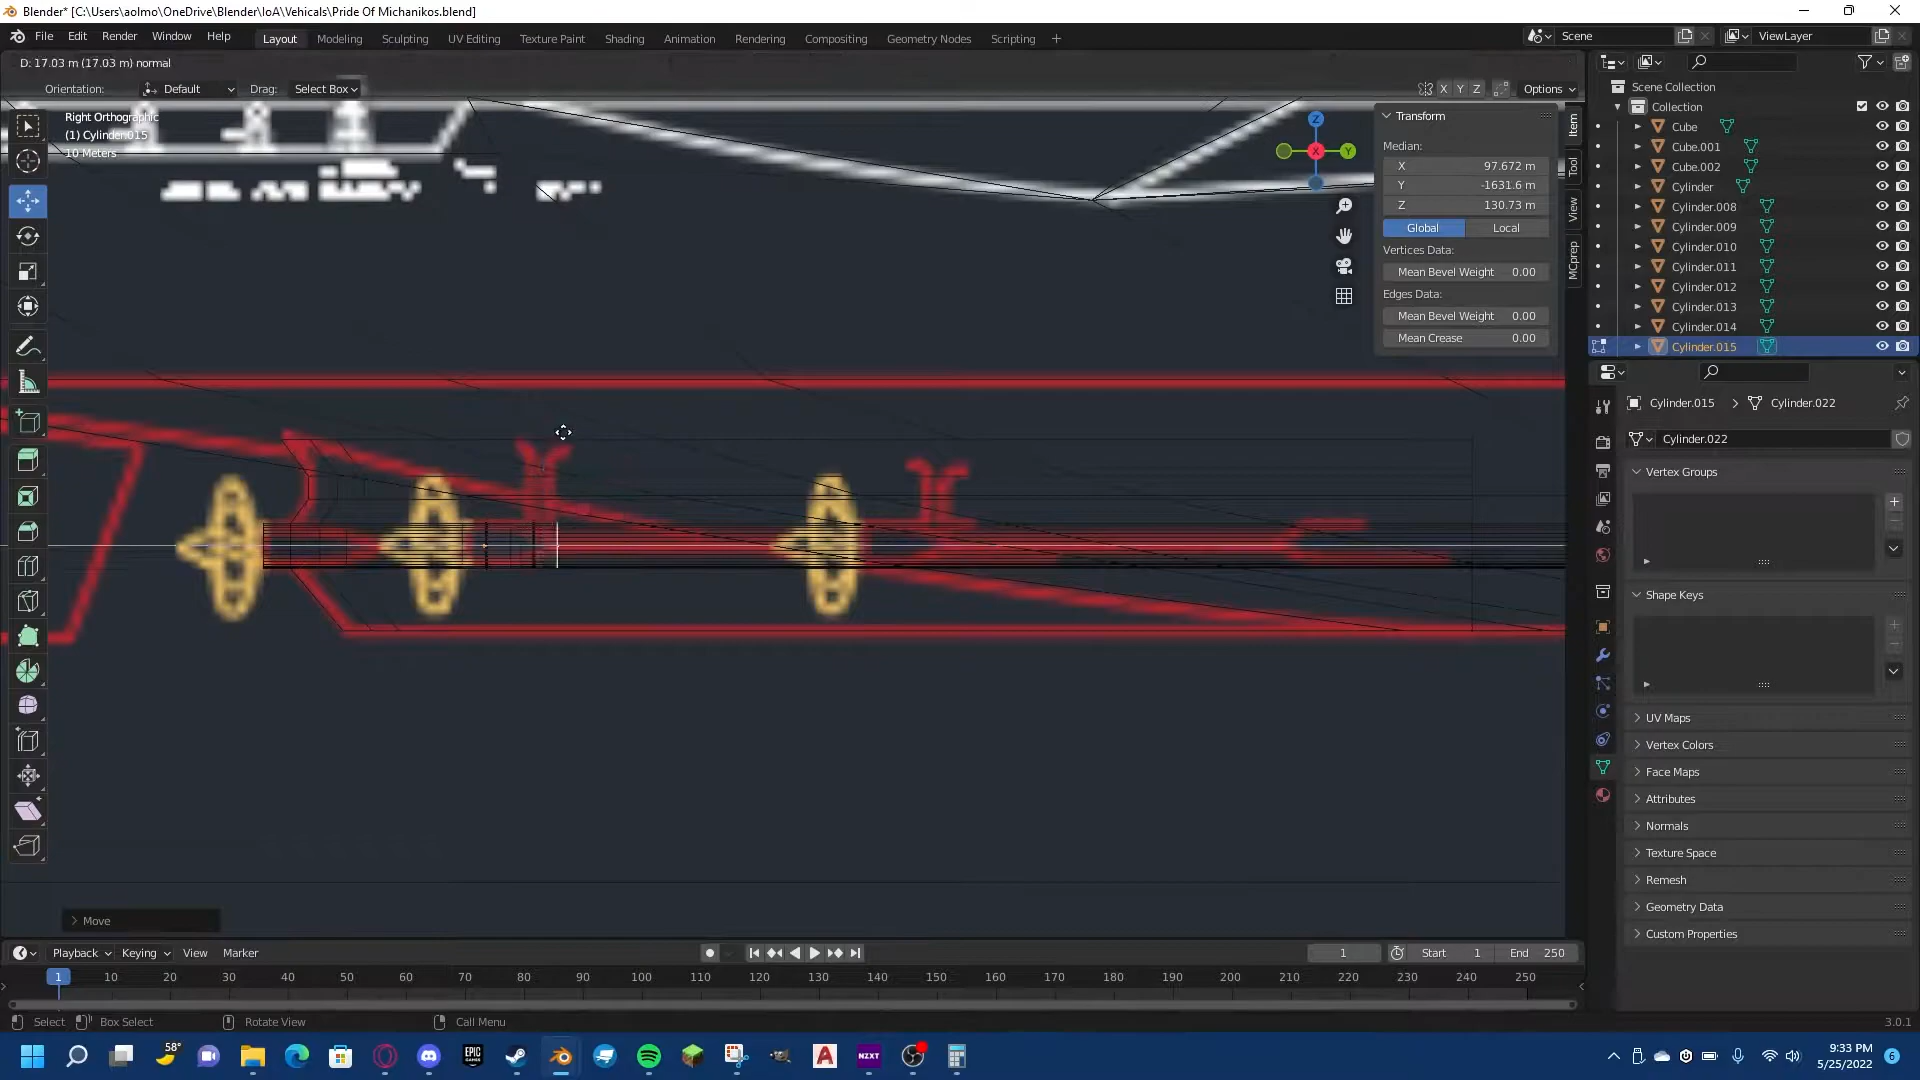 Blender* [C:\Users\aolmo\OneDrive\Blender\IoA\Vehicals\Pride Of Michanikos.blend]
File Edit Render Window Help Layout Modeling Sculpting UV Editing Texture Paint Shading Animation Rendering Compositing Geometry Nodes Scripting + Scene ViewLayer
D: 17.03 m (17.03 m) normal
Orientation: Default Drag: Select Box X Y Z Options
Right Orthographic
(1) Cylinder.015
10 Meters
Z
X
Y
Transform
Median:
X 97.672 m
Y -1631.6 m
Z 130.73 m
Global Local
Vertices Data:
Mean Bevel Weight 0.00
Edges Data:
Mean Bevel Weight 0.00
Mean Crease 0.00
Item
Tool
View
MCprep
Scene Collection
Collection
Cube
Cube.001
Cube.002
Cylinder
Cylinder.008
Cylinder.009
Cylinder.010
Cylinder.011
Cylinder.012
Cylinder.013
Cylinder.014
Cylinder.015
Cylinder.015 > Cylinder.022
Cylinder.022
Vertex Groups
Shape Keys
UV Maps
Vertex Colors
Face Maps
Attributes
Normals
Texture Space
Remesh
Geometry Data
Custom Properties
Move
Playback Keying View Marker 1 Start 1 End 250
1 10 20 30 40 50 60 70 80 90 100 110 120 130 140 150 160 170 180 190 200 210 220 230 240 250
Select Box Select Rotate View Call Menu 3.0.1
58°
EPIC GAMES
A
NZXT
9:33 PM
5/25/2022
6